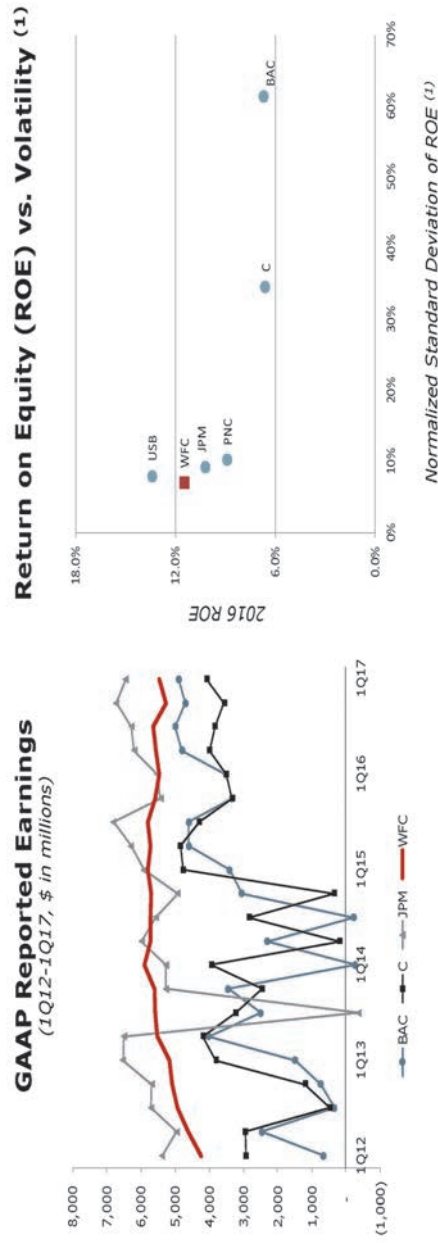 GAAP Reported Earnings
(1Q12-1Q17, $ in millions)
8,000
7,000
6,000
5,000
4,000
3,000
2,000
1,000
-
(1,000)
1Q12
1Q13
1Q14
1Q15
1Q16
1Q17
BAC
C
JPM
WFC
Return on Equity (ROE) vs. Volatility (1)
18.0%
12.0%
6.0%
0.0%
2016 ROE
USB
WFC
JPM
PNC
C
BAC
0%
10%
20%
30%
40%
50%
60%
70%
Normalized Standard Deviation of ROE (1)